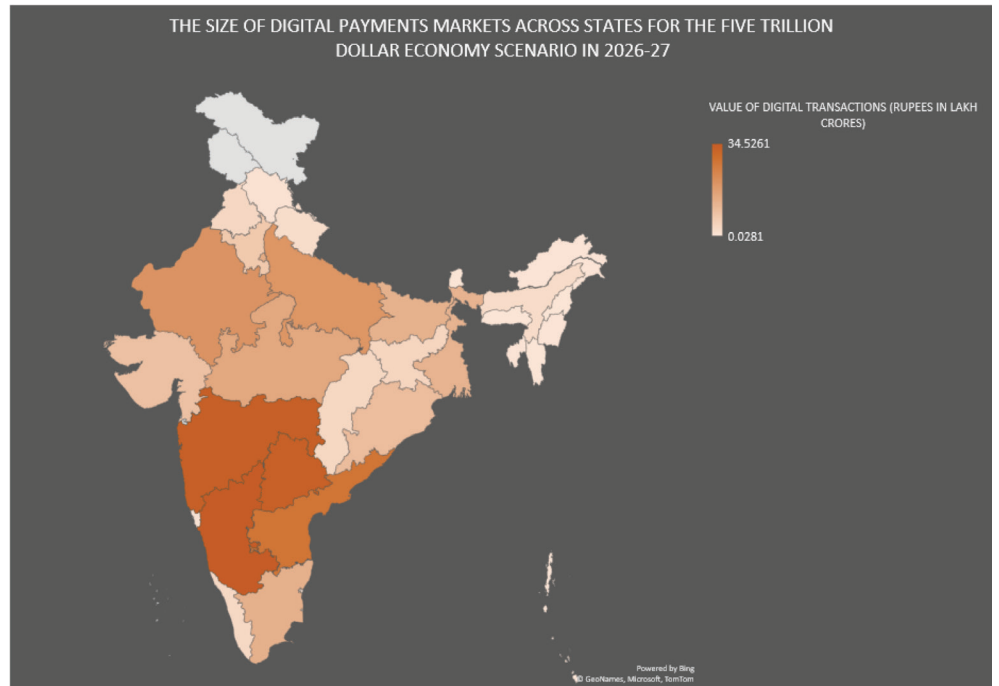 THE SIZE OF DIGITAL PAYMENTS MARKETS ACROSS STATES FOR THE FIVE TRILLION
DOLLAR ECONOMY SCENARIO IN 2026-27
VALUE OF DIGITAL TRANSACTIONS (RUPEES IN LAKH
CRORES)
34.5261
0.0281
Powered by Bing
© GeoNames, Microsoft, TomTom